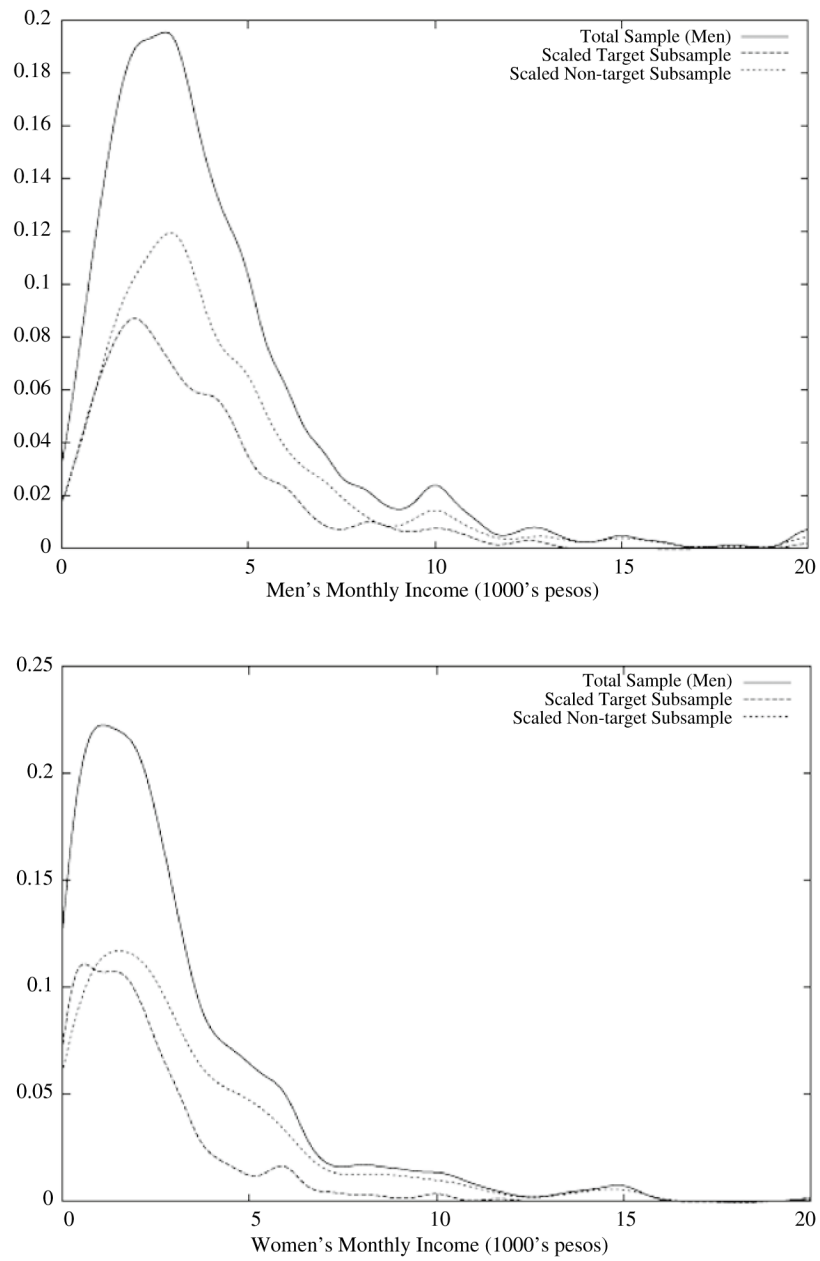 0.2
Total Sample (Men)
Scaled Target Subsample
Scaled Non-target Subsample
0.18
0.16
0.14
0.12
0.1
0.08
0.06
0.04
0.02
0
0 5 10 15 20
Men's Monthly Income (1000's pesos)
0.25
Total Sample (Men)
Scaled Target Subsample
Scaled Non-target Subsample
0.2
0.15
0.1
0.05
0
0 5 10 15 20
Women's Monthly Income (1000's pesos)